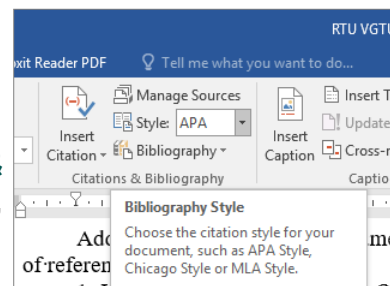 RTU VGTU
oxit Reader PDF
Tell me what you want to do...
Insert
Citation
Manage Sources
Style: APA
Bibliography
Citations & Bibliography
Insert
Caption
Insert T
Update
Cross-r
Captio
Bibliography Style
Choose the citation style for your
document, such as APA Style,
Chicago Style or MLA Style.
Add
me
of referen